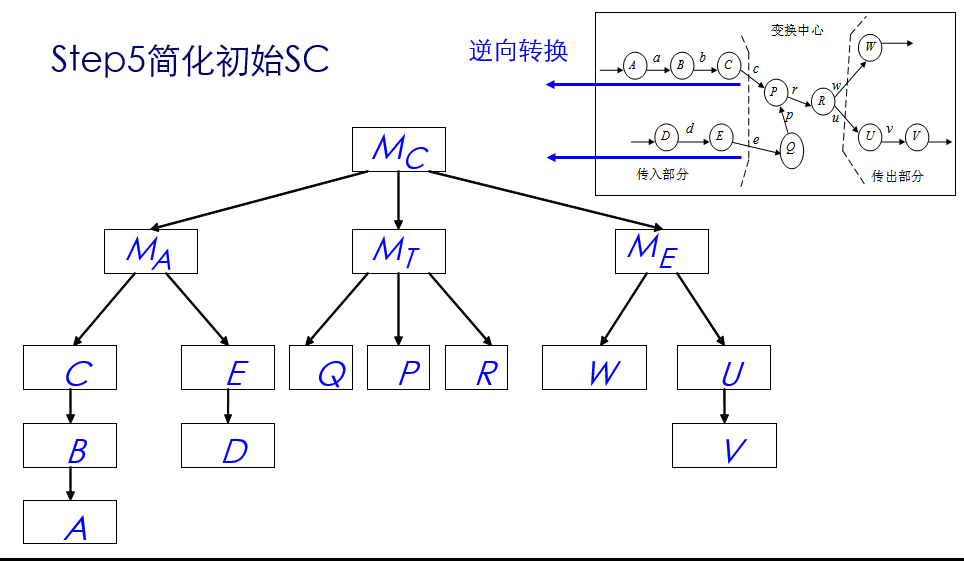 Step5简化初始SC
逆向转换
变换中心
A a B b C c
P r R
w W
D d E e
p Q
u U v V
传入部分
传出部分
MC
MA MT ME
C E Q P R W U
B D V
A